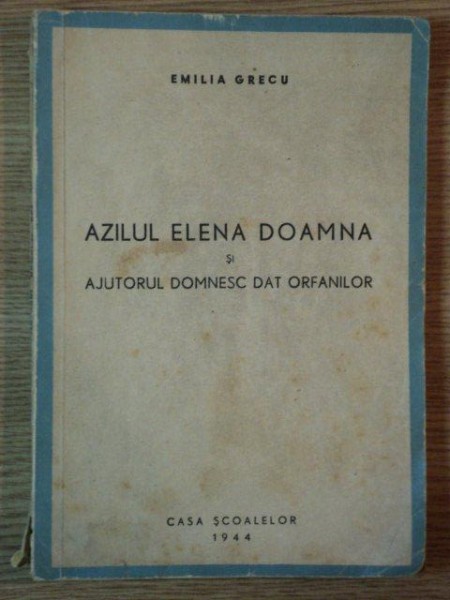 EMILIA GRECU
AZILUL ELENA DOAMNA
ȘI
AJUTORUL DOMNESC DAT ORFANILOR
CASA ȘCOALELOR
1944